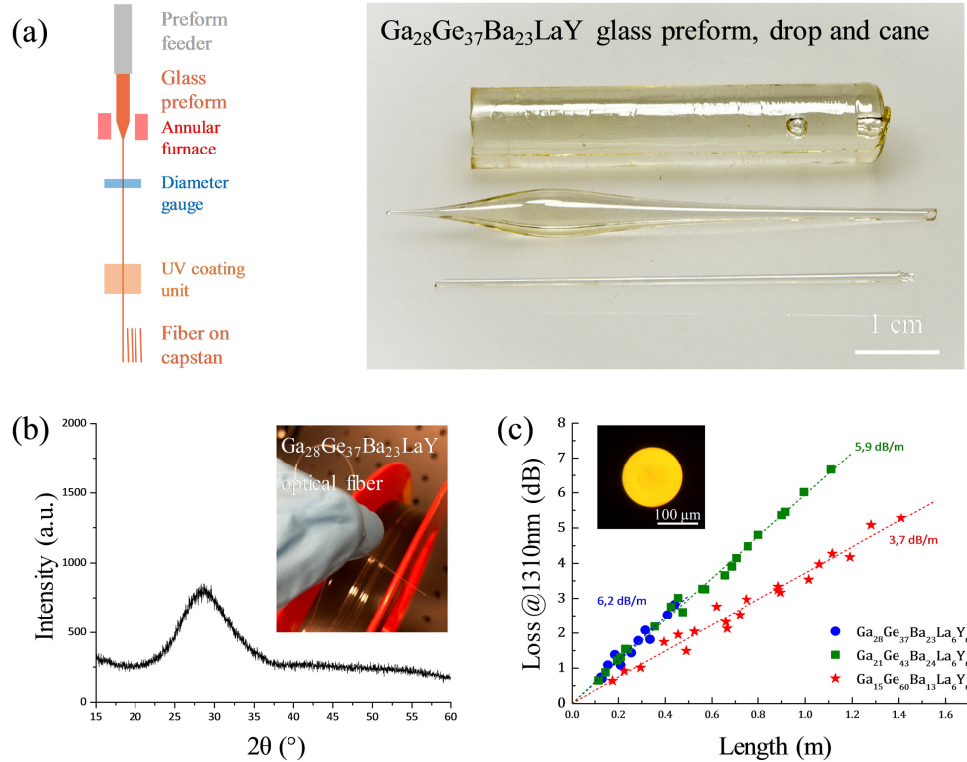 (a)
Preform
feeder
Glass
preform
Annular
furnace
Diameter
gauge
UV coating
unit
Fiber on
capstan
Ga28Ge37Ba23LaY glass preform, drop and cane
1 cm
(b)
2000
1500
1000
500
0
Intensity (a.u.)
15 20 25 30 35 40 45 50 55 60
2θ (°)
Ga28Ge37Ba23LaY
optical fiber
(c)
8
7
6
5
4
3
2
1
0
Loss @1310nm (dB)
100 µm
5,9 dB/m
3,7 dB/m
6,2 dB/m
Ga28Ge37Ba23La6Y6
Ga21Ge43Ba24La6Y6
Ga15Ge60Ba13La6Y6
0.0 0.2 0.4 0.6 0.8 1.0 1.2 1.4 1.6
Length (m)